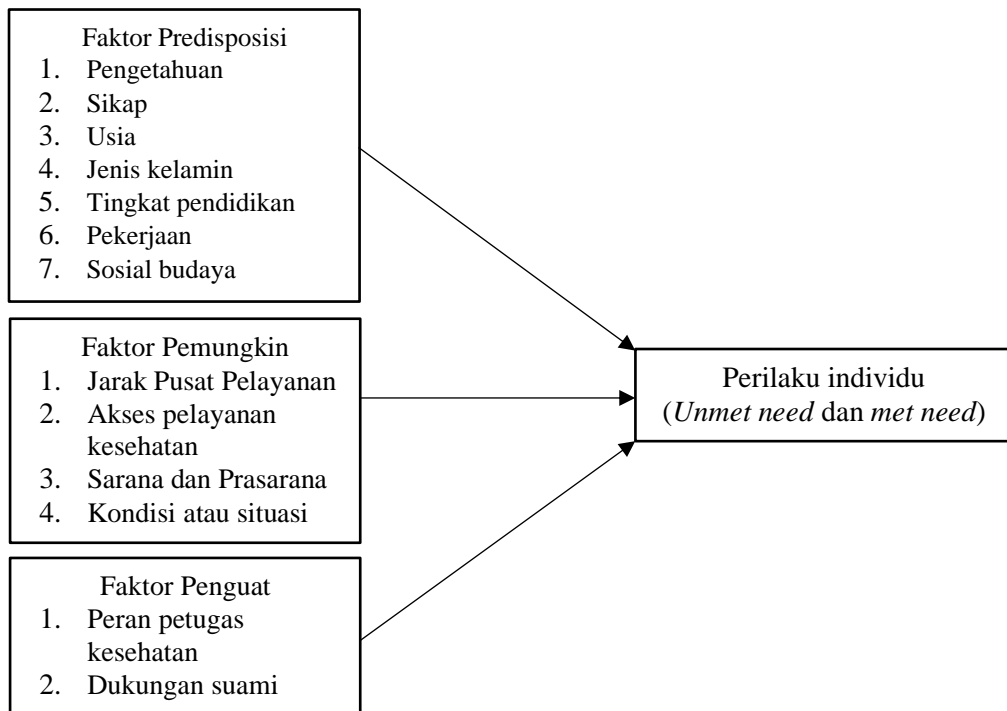 Faktor Predisposisi
1. Pengetahuan
2. Sikap
3. Usia
4. Jenis kelamin
5. Tingkat pendidikan
6. Pekerjaan
7. Sosial budaya
Faktor Pemungkin
1. Jarak Pusat Pelayanan
2. Akses pelayanan
kesehatan
3. Sarana dan Prasarana
4. Kondisi atau situasi
Faktor Penguat
1. Peran petugas
kesehatan
2. Dukungan suami
Perilaku individu
(Unmet need dan met need)